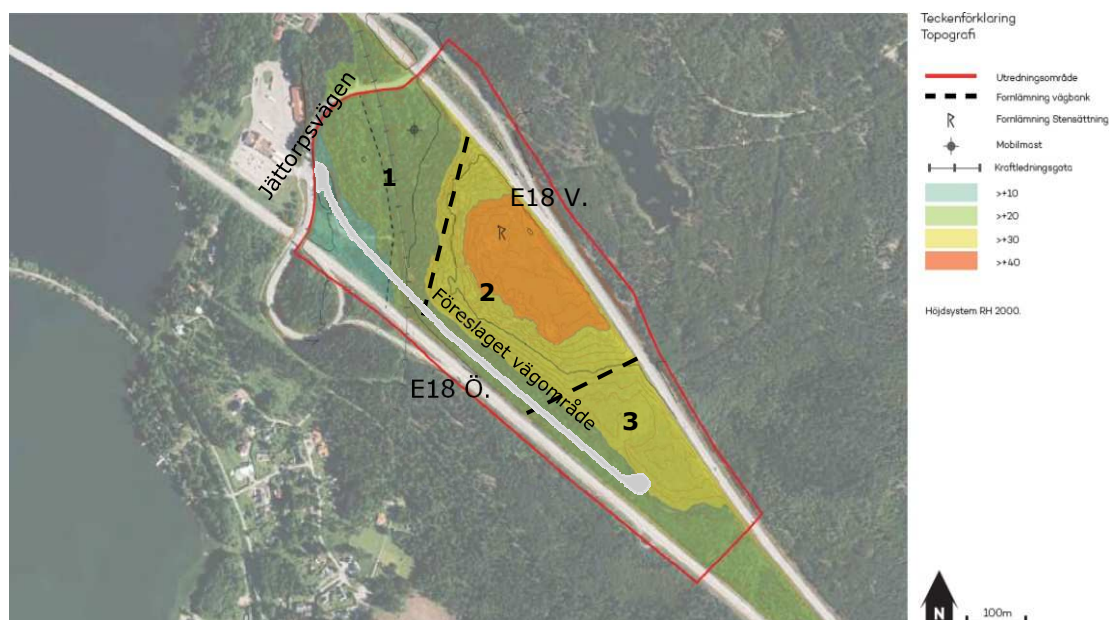 Teckenförklaring
Topografi
Utredningsområde
Fornlämning vägbank
R
Fornlämning Stensättning
Mobilmast
Kraftledningsgata
>+10
>+20
>+30
>+40
Höjdsystem RH 2000.
Jättorpsvägen
1
E18 V.
R
2
Föreslaget vägområde
E18 Ö.
3
N
100m